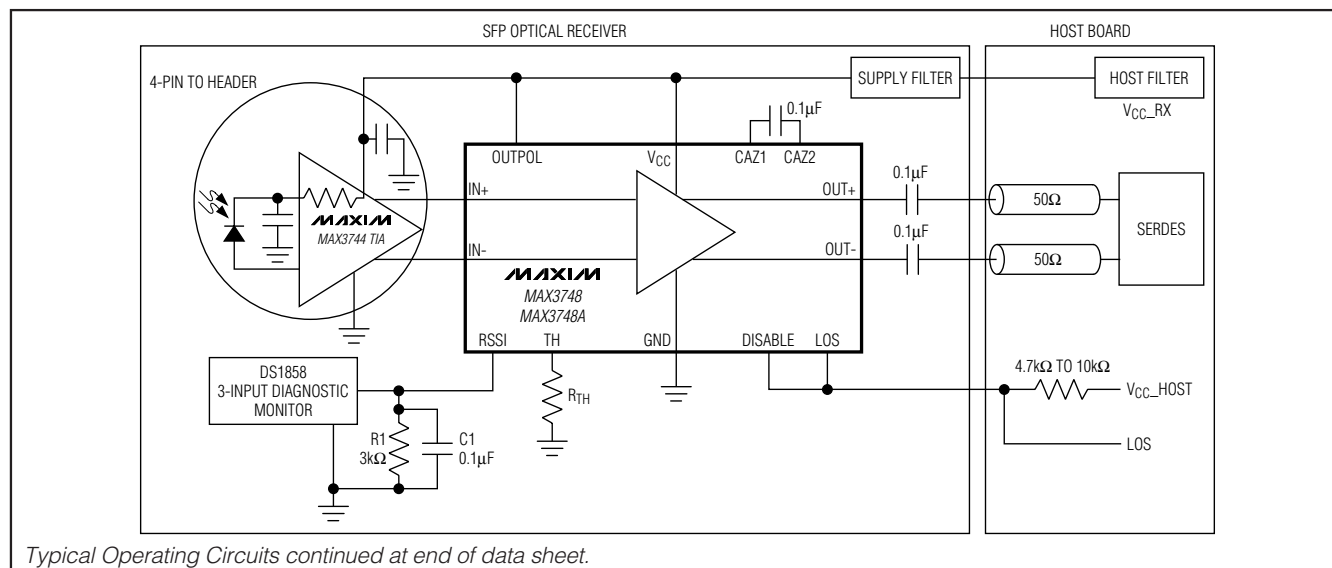 SFP OPTICAL RECEIVER
HOST BOARD
4-PIN TO HEADER
SUPPLY FILTER
HOST FILTER
VCC_RX
0.1µF
OUTPOL
VCC
CAZ1
CAZ2
IN+
OUT+
0.1µF
50Ω
SERDES
MAXIM
MAX3744 TIA
IN-
OUT-
0.1µF
50Ω
MAXIM
MAX3748
MAX3748A
RSSI
TH
GND
DISABLE
LOS
DS1858
3-INPUT DIAGNOSTIC
MONITOR
RTH
4.7kΩ TO 10kΩ
VCC_HOST
R1
3kΩ
C1
0.1µF
LOS
Typical Operating Circuits continued at end of data sheet.